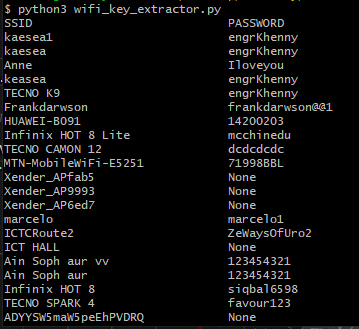 $ python3 wifi_key_extractor.py
SSID PASSWORD
kaesea1 engrKhenny
kaesea engrKhenny
Anne Iloveyou
keasea engrKhenny
TECNO K9 engrKhenny
Frankdarwson frankdarwson@@1
HUAWEI-B091 14200203
Infinix HOT 8 Lite mcchinedu
TECNO CAMON 12 dcdcdcdc
MTN-MobileWiFi-E5251 71998BBL
Xender_APfab5 None
Xender_AP9993 None
Xender_AP6ed7 None
marcelo marcelo1
ICTCRoute2 ZeWaysOfUro2
ICT HALL None
Ain Soph aur vv 123454321
Ain Soph aur 123454321
Infinix HOT 8 siqbal6598
TECNO SPARK 4 favour123
ADYYSW5maW5peEhPVDRQ None